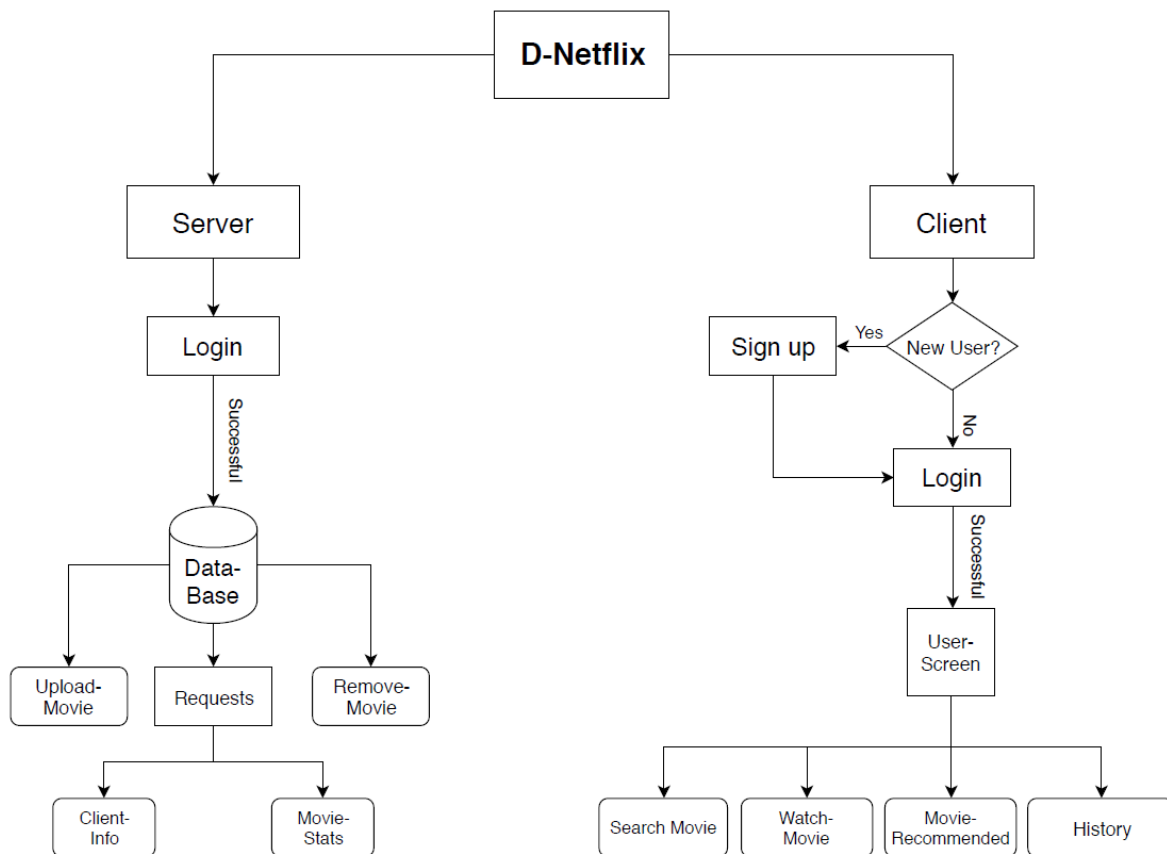 D-Netflix
Server
Client
Login
Sign up
Yes
New User?
Successful
No
Login
Successful
Data-
Base
User-
Screen
Upload-
Movie
Requests
Remove-
Movie
Client-
Info
Movie-
Stats
Search Movie
Watch-
Movie
Movie-
Recommended
History